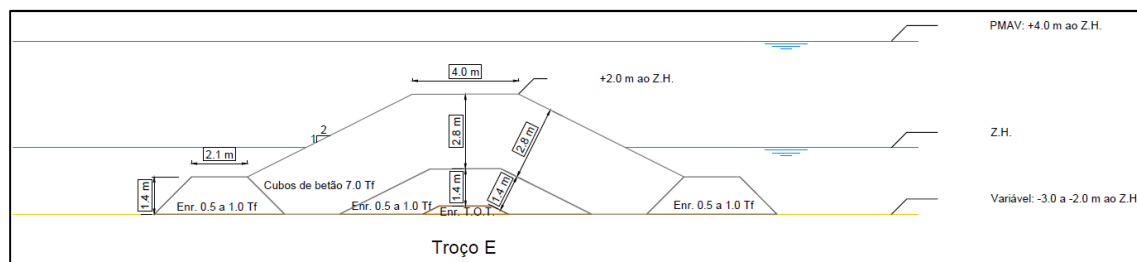 PMAV: +4.0 m ao Z.H.
4.0 m
+2.0 m ao Z.H.
2
1
2.8 m
2.8 m
Z.H.
2.1 m
1.4 m
Cubos de betão 7.0 Tf
1.4 m
1.4 m
Enr. 0.5 a 1.0 Tf
Enr. 0.5 a 1.0 Tf
Enr. T.O.T.
Enr. 0.5 a 1.0 Tf
Variável: -3.0 a -2.0 m ao Z.H
Troço E